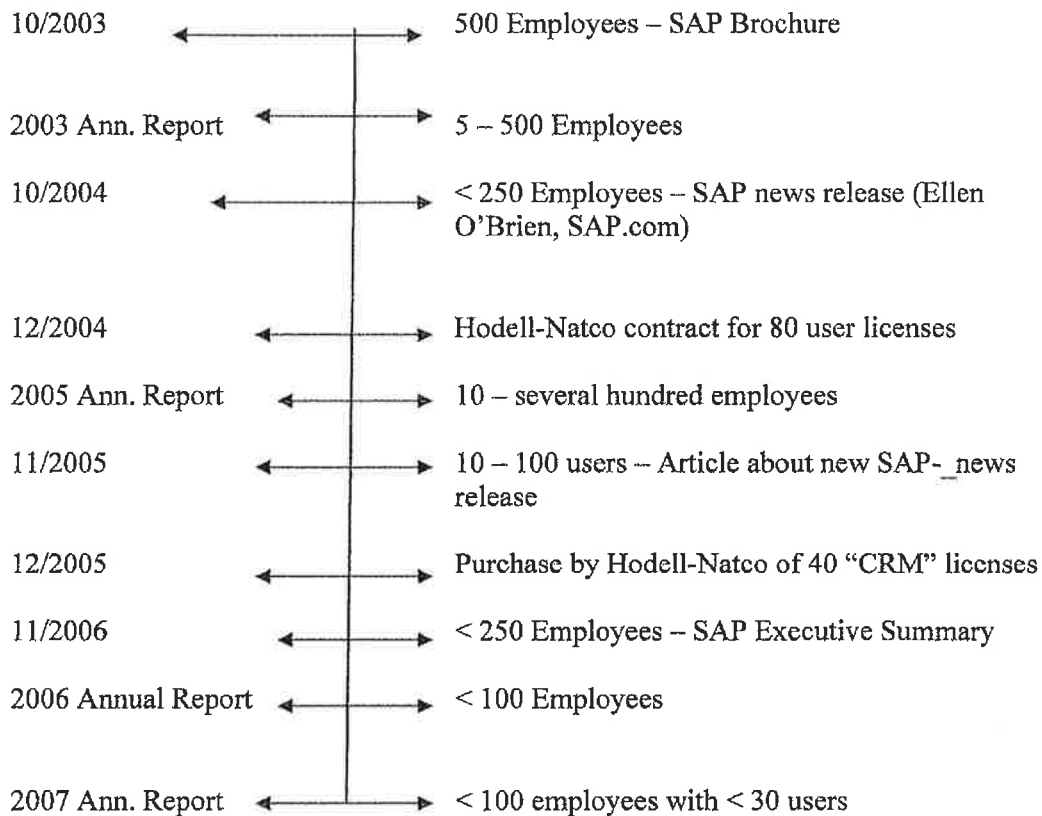 10/2003 500 Employees – SAP Brochure
2003 Ann. Report 5 – 500 Employees
10/2004 < 250 Employees – SAP news release (Ellen
O'Brien, SAP.com)
12/2004 Hodell-Natco contract for 80 user licenses
2005 Ann. Report 10 – several hundred employees
11/2005 10 – 100 users – Article about new SAP-_news
release
12/2005 Purchase by Hodell-Natco of 40 “CRM” licenses
11/2006 < 250 Employees – SAP Executive Summary
2006 Annual Report < 100 Employees
2007 Ann. Report < 100 employees with < 30 users